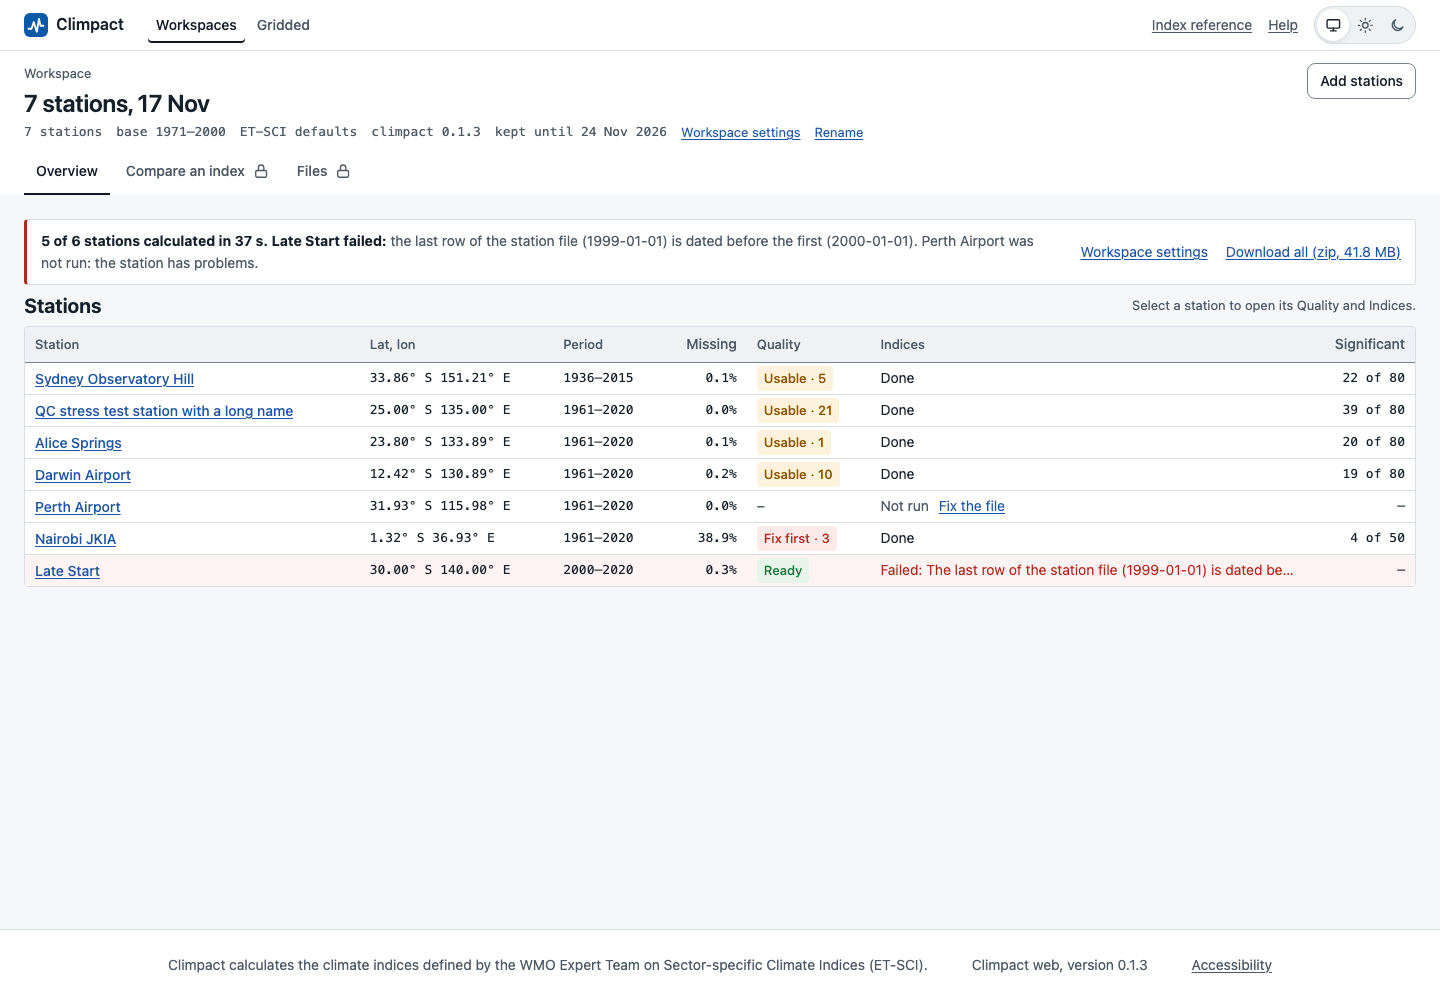 Climpact
Workspaces
Gridded
Index reference
Help
Workspace
7 stations, 17 Nov
Add stations
7 stations base 1971–2000 ET-SCI defaults climpact 0.1.3 kept until 24 Nov 2026 Workspace settings Rename
Overview
Compare an index
Files
5 of 6 stations calculated in 37 s. Late Start failed: the last row of the station file (1999-01-01) is dated before the first (2000-01-01). Perth Airport was
not run: the station has problems.
Workspace settings
Download all (zip, 41.8 MB)
Stations
Select a station to open its Quality and Indices.
Station Lat, lon Period Missing Quality Indices Significant
Sydney Observatory Hill 33.86° S 151.21° E 1936–2015 0.1% Usable · 5 Done 22 of 80
QC stress test station with a long name 25.00° S 135.00° E 1961–2020 0.0% Usable · 21 Done 39 of 80
Alice Springs 23.80° S 133.89° E 1961–2020 0.1% Usable · 1 Done 20 of 80
Darwin Airport 12.42° S 130.89° E 1961–2020 0.2% Usable · 10 Done 19 of 80
Perth Airport 31.93° S 115.98° E 1961–2020 0.0% – Not run Fix the file –
Nairobi JKIA 1.32° S 36.93° E 1961–2020 38.9% Fix first · 3 Done 4 of 50
Late Start 30.00° S 140.00° E 2000–2020 0.3% Ready Failed: The last row of the station file (1999-01-01) is dated be... –
Climpact calculates the climate indices defined by the WMO Expert Team on Sector-specific Climate Indices (ET-SCI).
Climpact web, version 0.1.3
Accessibility